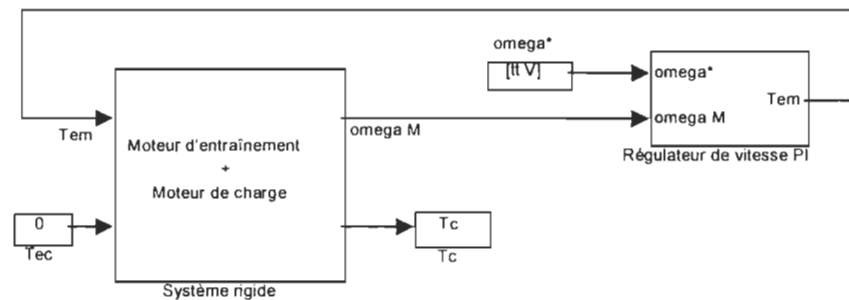 omega*
[tt V]
omega*
Tem
omega M
Régulateur de vitesse PI
Tem
omega M
Moteur d'entraînement
+
Moteur de charge
0
Tec
Tc
Tc
Système rigide